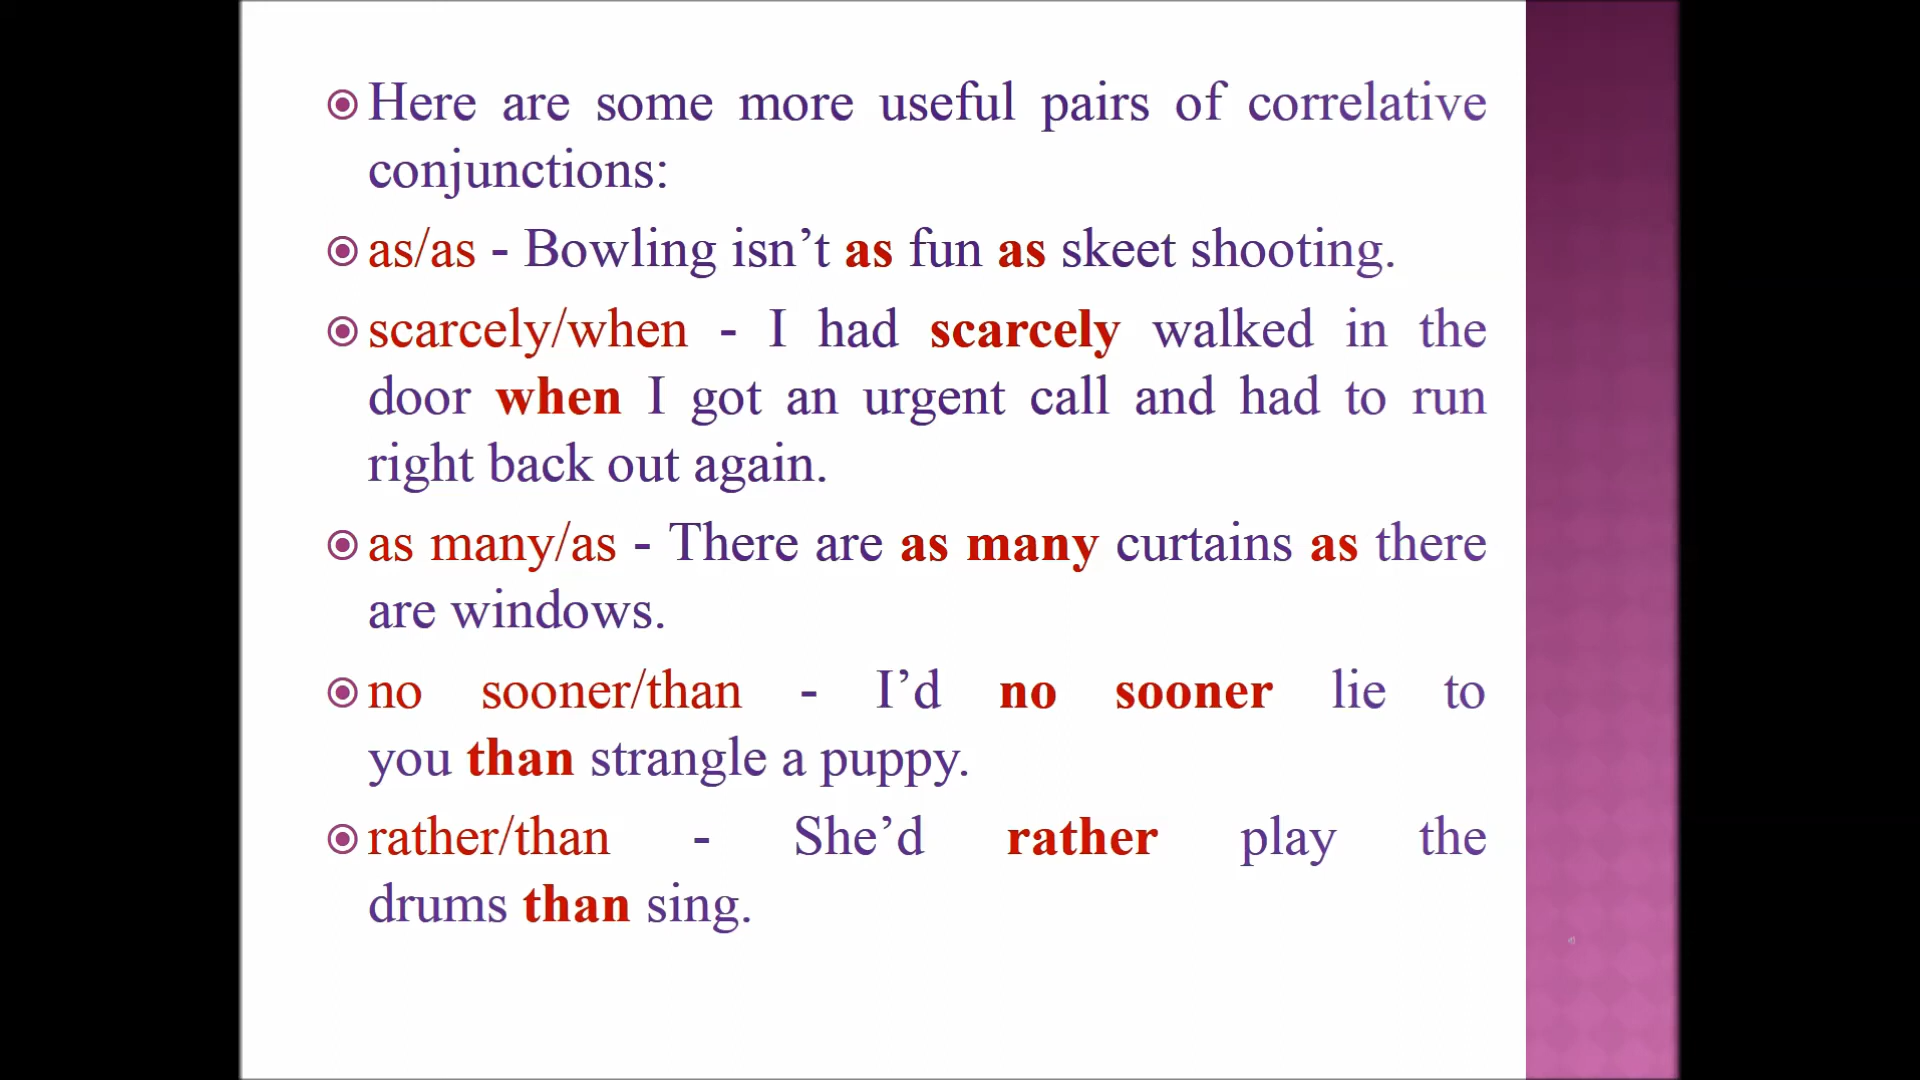 Here are some more useful pairs of correlative
conjunctions:
as/as - Bowling isn’t as fun as skeet shooting.
scarcely/when - I had scarcely walked in the
door when I got an urgent call and had to run
right back out again.
as many/as - There are as many curtains as there
are windows.
no sooner/than - I’d no sooner lie to
you than strangle a puppy.
rather/than - She’d rather play the
drums than sing.